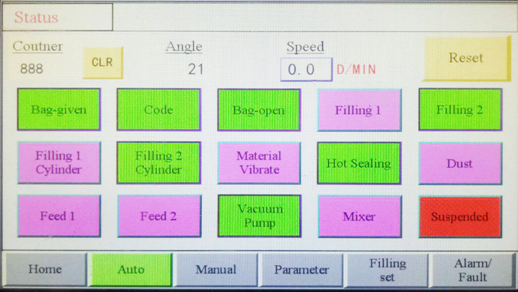 Status
Coutner
Angle
Speed
888
CLR
21
0.0
D/MIN
Reset
Bag-given
Code
Bag-open
Filling 1
Filling 2
Filling 1
Cylinder
Filling 2
Cylinder
Material
Vibrate
Hot Sealing
Dust
Feed 1
Feed 2
Vacuum
Pump
Mixer
Suspended
Home
Auto
Manual
Parameter
Filling
set
Alarm/
Fault